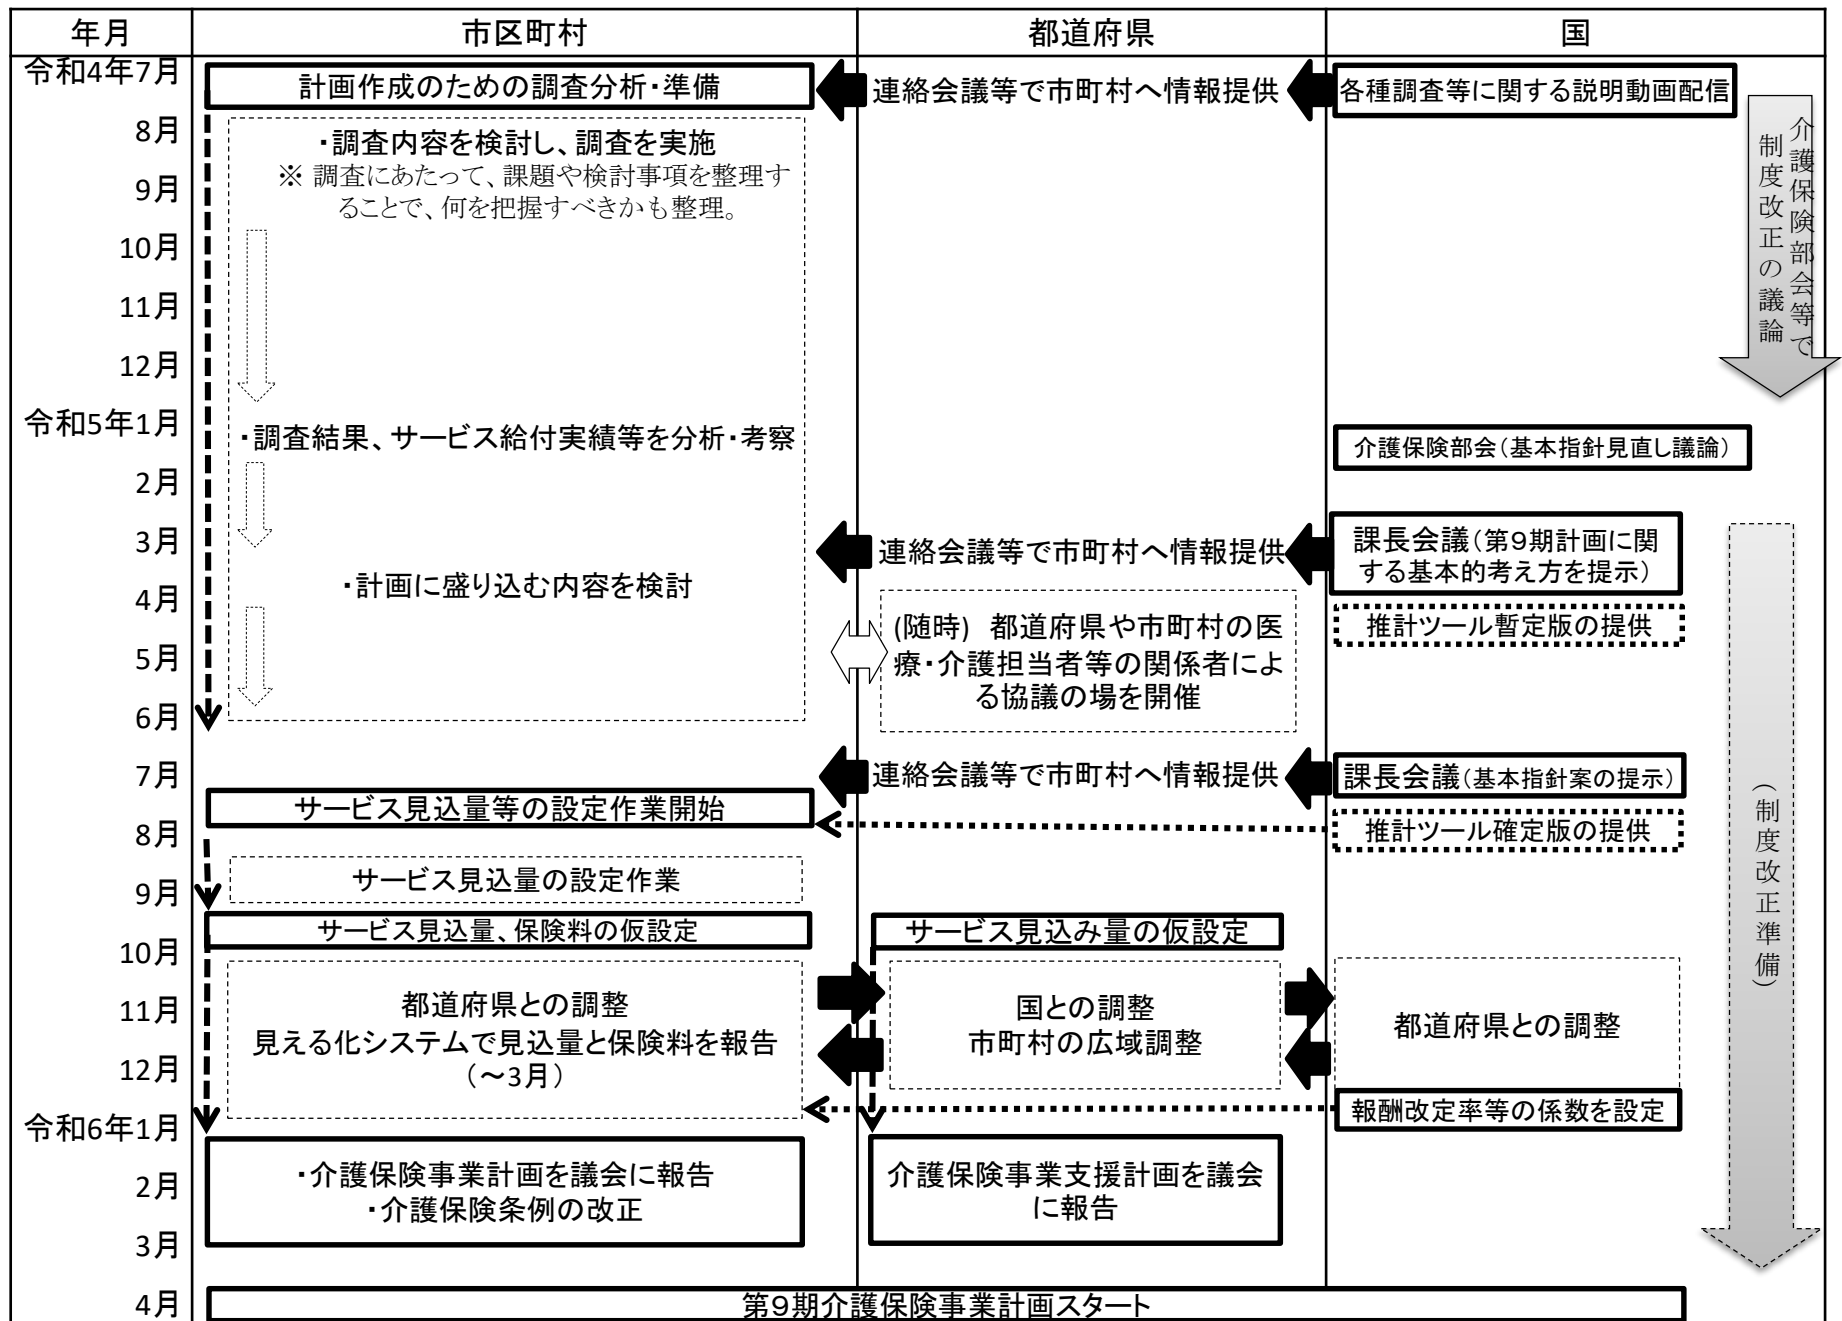 年月
市区町村
都道府県
国
令和4年7月
計画作成のための調査分析・準備
連絡会議等で市町村へ情報提供
各種調査等に関する説明動画配信
8月
・調査内容を検討し、調査を実施
※ 調査にあたって、課題や検討事項を整理す
ることで、何を把握すべきかも整理。
介護保険部会等で
制度改正の議論
9月
10月
11月
12月
令和5年1月
・調査結果、サービス給付実績等を分析・考察
介護保険部会（基本指針見直し議論）
2月
3月
連絡会議等で市町村へ情報提供
課長会議（第9期計画に関
する基本的考え方を提示）
・計画に盛り込む内容を検討
4月
(随時) 都道府県や市町村の医
療・介護担当者等の関係者によ
る協議の場を開催
推計ツール暫定版の提供
5月
6月
7月
連絡会議等で市町村へ情報提供
課長会議（基本指針案の提示）
サービス見込量等の設定作業開始
8月
推計ツール確定版の提供
（制度改正準備）
サービス見込量の設定作業
9月
サービス見込量、保険料の仮設定
サービス見込み量の仮設定
10月
都道府県との調整
見える化システムで見込量と保険料を報告
（～3月）
国との調整
市町村の広域調整
都道府県との調整
11月
12月
報酬改定率等の係数を設定
令和6年1月
・介護保険事業計画を議会に報告
・介護保険条例の改正
介護保険事業支援計画を議会
に報告
2月
3月
4月
第9期介護保険事業計画スタート